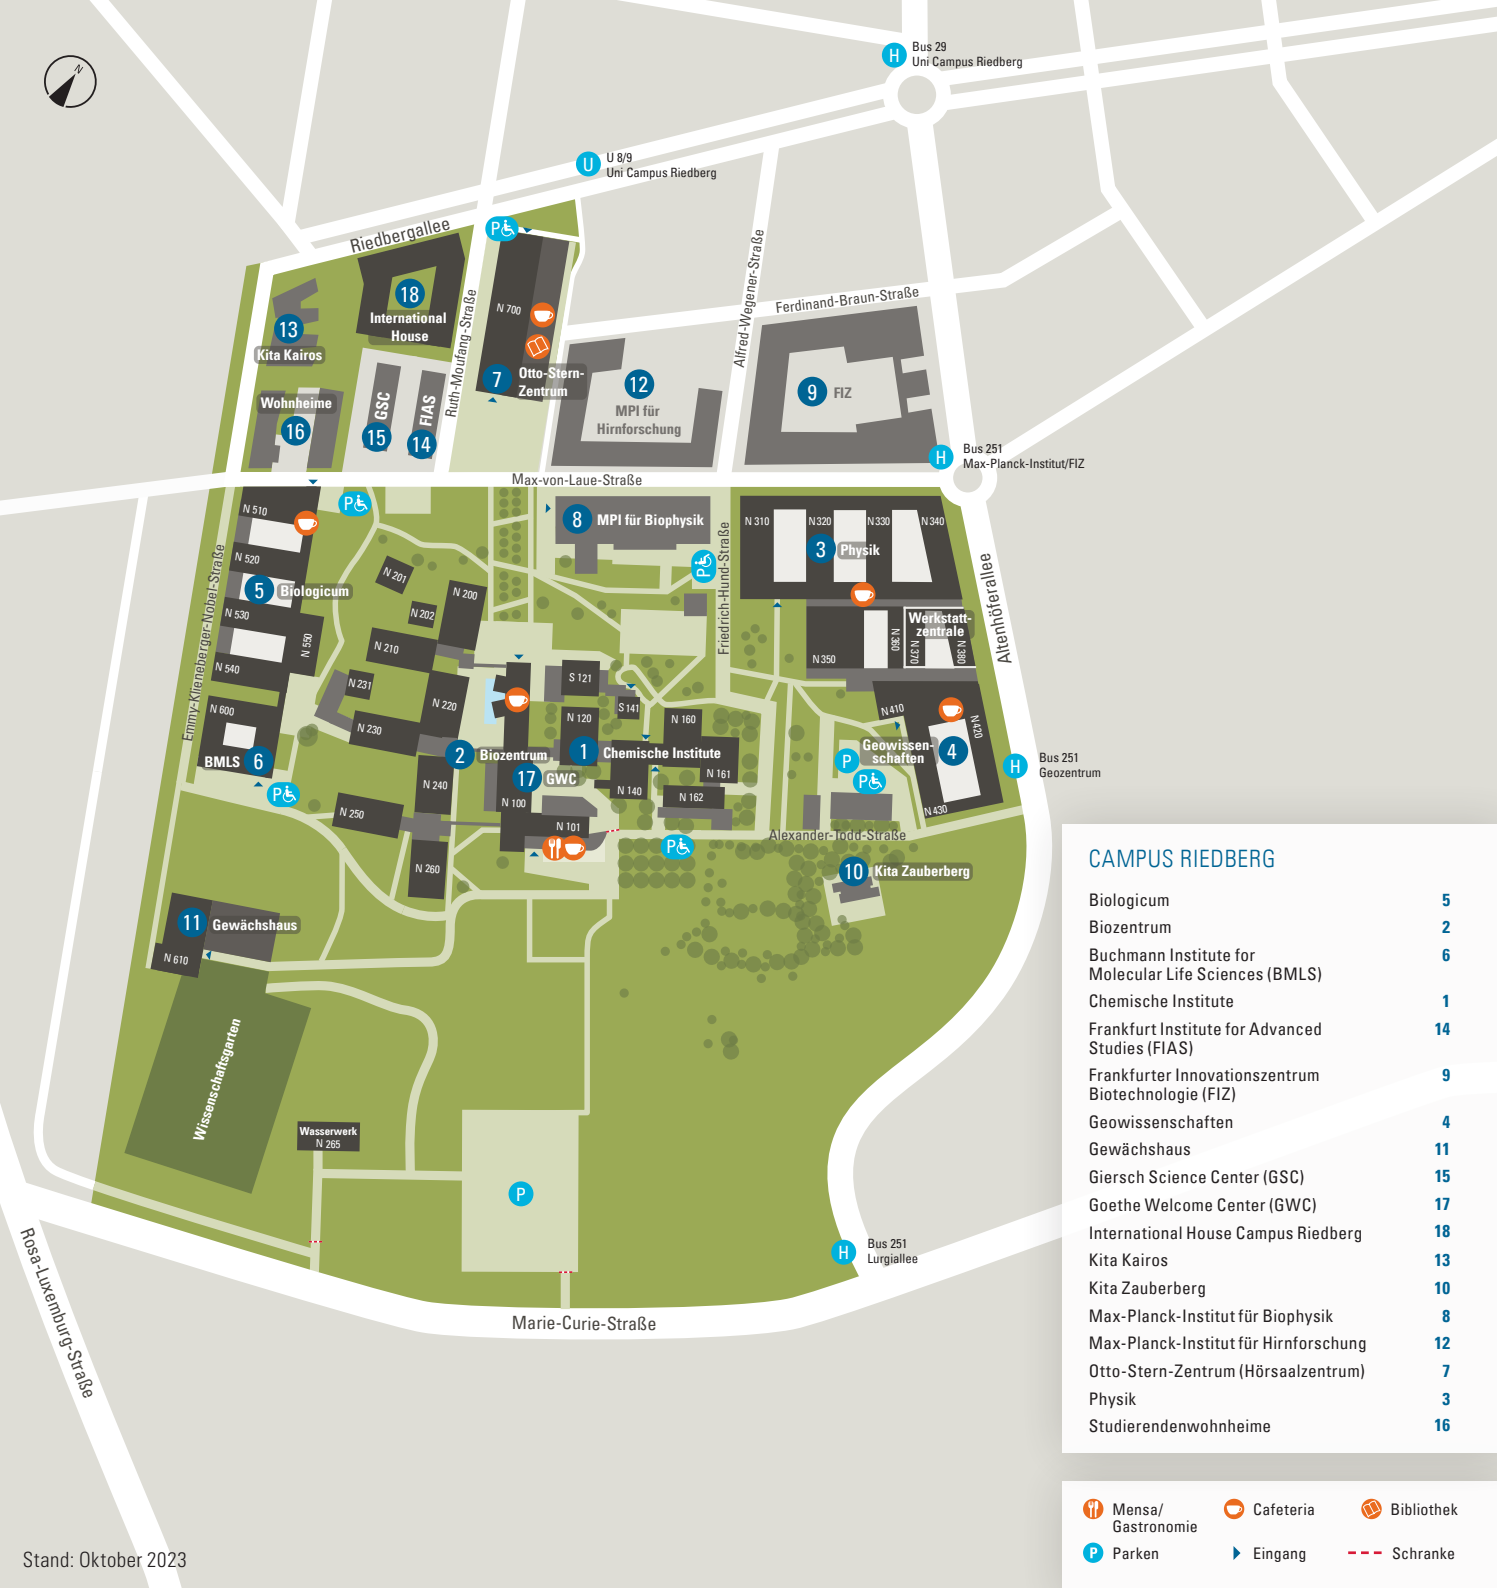 N
Bus 29
Uni Campus Riedberg
H
U
U 8/9
Uni Campus Riedberg
Riedbergallee
P
Ruth-Moufang-Straße
Alfred-Wegener-Straße
Ferdinand-Braun-Straße
18
International
House
13
Kita Kairos
N 700
7
Otto-Stern-
Zentrum
12
MPI für
Hirnforschung
9
FIZ
Wohnheime
16
GSC
15
FIAS
14
H
Bus 251
Max-Planck-Institut/FIZ
Max-von-Laue-Straße
P
N 510
N 520
5
Biologicum
N 530
N 540
N 550
Emmy-Klieneberger-Nobel-Straße
8
MPI für Biophysik
P
Friedrich-Hund-Straße
N 310
N 320
N 330
N 340
3
Physik
Werkstatt-
zentrale
N 350
N 360
N 370
N 380
Altenhöferallee
N 201
N 202
N 200
N 210
N 231
N 220
N 230
S 121
S 141
N 120
N 160
N 410
N 420
N 600
BMLS
6
P
2
Biozentrum
1
Chemische Institute
17
GWC
N 161
N 140
N 162
N 240
N 250
N 260
N 100
N 101
P
Geowissen-
schaften
4
P
P
N 430
H
Bus 251
Geozentrum
Alexander-Todd-Straße
10
Kita Zauberberg
11
Gewächshaus
N 610
Wissenschaftsgarten
Wasserwerk
N 265
P
H
Bus 251
Lurgiallee
Marie-Curie-Straße
Rosa-Luxemburg-Straße
Stand: Oktober 2023
CAMPUS RIEDBERG
Biologicum 5
Biozentrum 2
Buchmann Institute for 6
Molecular Life Sciences (BMLS)
Chemische Institute 1
Frankfurt Institute for Advanced 14
Studies (FIAS)
Frankfurter Innovationszentrum 9
Biotechnologie (FIZ)
Geowissenschaften 4
Gewächshaus 11
Giersch Science Center (GSC) 15
Goethe Welcome Center (GWC) 17
International House Campus Riedberg 18
Kita Kairos 13
Kita Zauberberg 10
Max-Planck-Institut für Biophysik 8
Max-Planck-Institut für Hirnforschung 12
Otto-Stern-Zentrum (Hörsaalzentrum) 7
Physik 3
Studierendenwohnheime 16
Mensa/
Gastronomie
Cafeteria
Bibliothek
P Parken
Eingang
Schranke